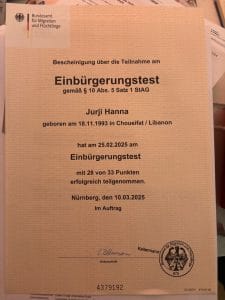 Bundesamt
für Migration
und Flüchtlinge
Bescheinigung über die Teilnahme am
Einbürgerungstest
gemäß § 10 Abs. 5 Satz 1 StAG
Jurji Hanna
geboren am 18.11.1993 in Choueifat / Libanon
hat am 25.02.2025 am
Einbürgerungstest
mit 28 von 33 Punkten
erfolgreich teilgenommen.
Nürnberg, den 10.03.2025
Im Auftrag
4379192